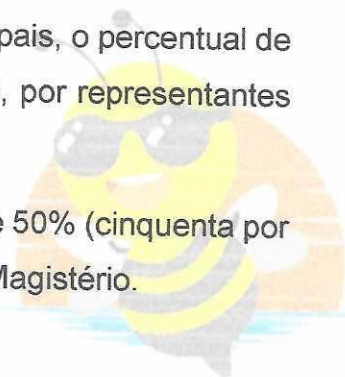 pais, o percentual de
, por representantes
50% (cinquenta por
Magistério.